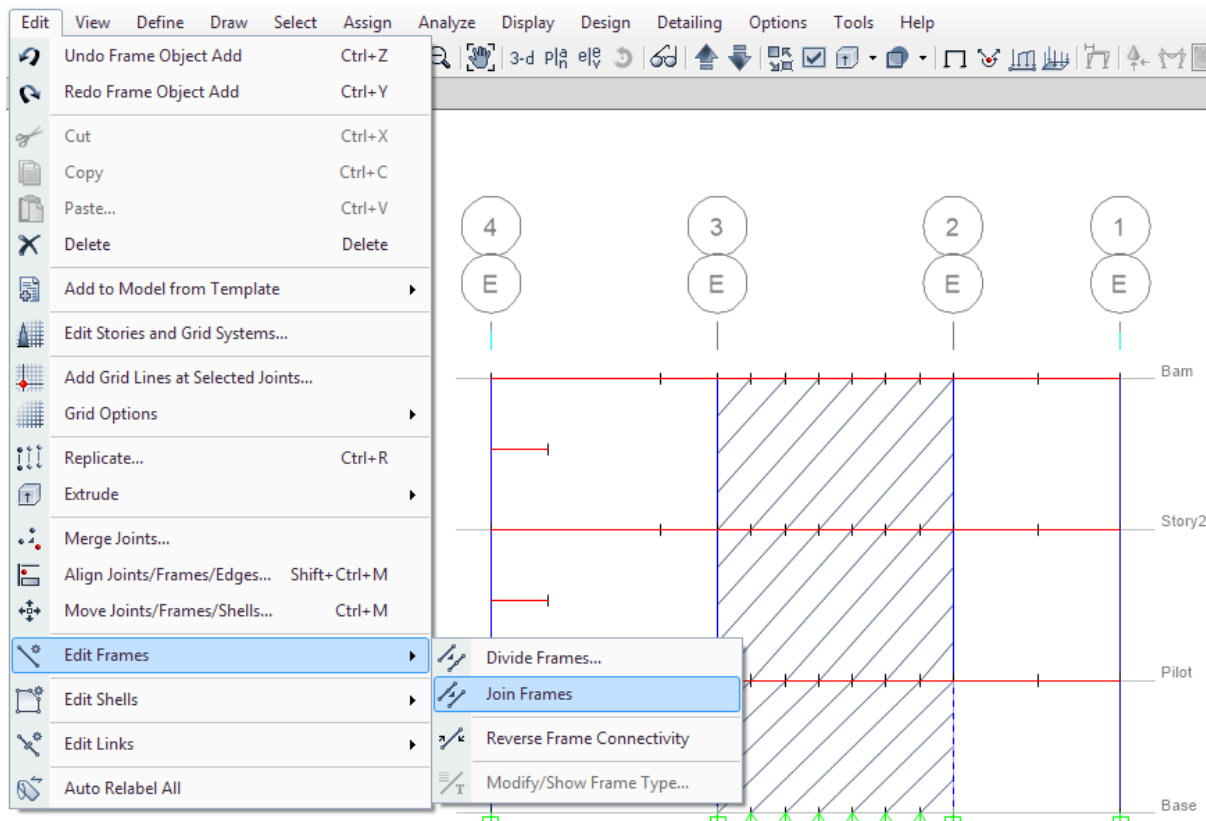 Edit View Define Draw Select Assign Analyze Display Design Detailing Options Tools Help
Undo Frame Object Add Ctrl+Z
3-d
Redo Frame Object Add Ctrl+Y
Cut Ctrl+X
Copy Ctrl+C
Paste... Ctrl+V
Delete Delete
Add to Model from Template
Edit Stories and Grid Systems...
Add Grid Lines at Selected Joints...
Grid Options
Replicate... Ctrl+R
Extrude
Merge Joints...
Align Joints/Frames/Edges... Shift+Ctrl+M
Move Joints/Frames/Shells... Ctrl+M
Edit Frames
Edit Shells
Edit Links
Auto Relabel All
Divide Frames...
Join Frames
Reverse Frame Connectivity
Modify/Show Frame Type...
4 3 2 1
E E E E
Bam
Story2
Pilot
Base